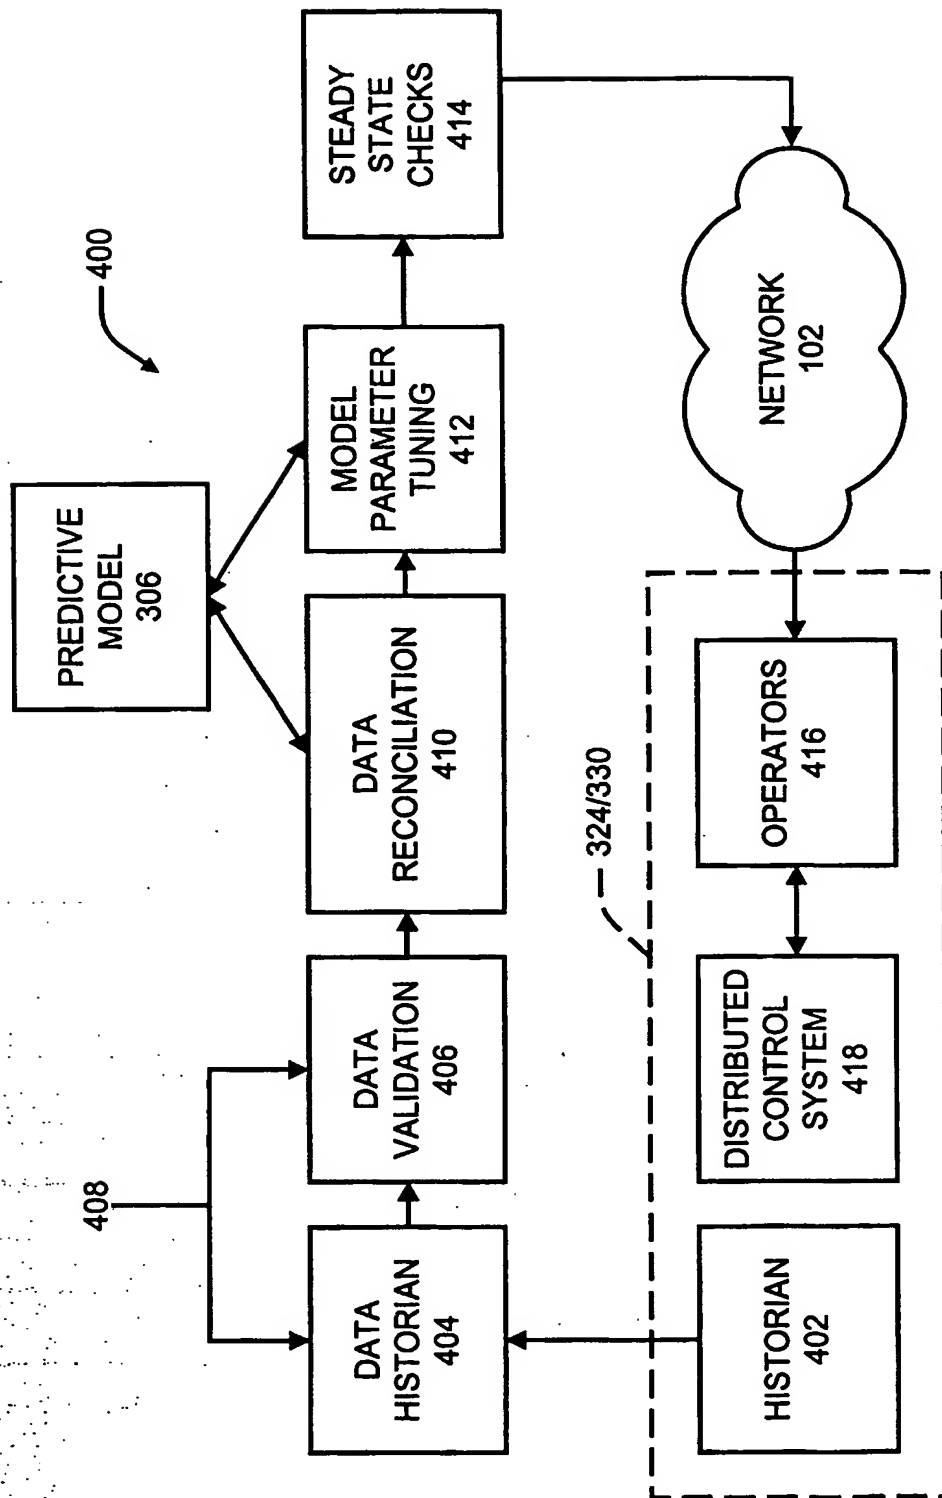 400
PREDICTIVE
MODEL
306
408
DATA
HISTORIAN
404
DATA
VALIDATION
406
DATA
RECONCILIATION
410
MODEL
PARAMETER
TUNING
412
STEADY
STATE
CHECKS
414
324/330
HISTORIAN
402
DISTRIBUTED
CONTROL
SYSTEM
418
OPERATORS
416
NETWORK
102